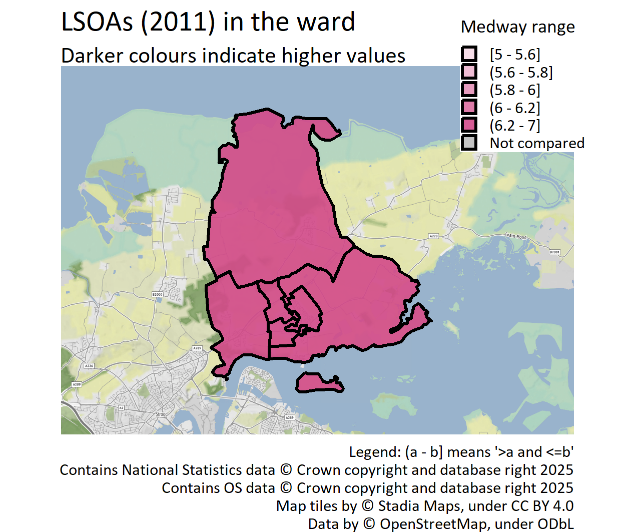 LSOAs (2011) in the ward
Darker colours indicate higher values
Medway range
[5 - 5.6]
(5.6 - 5.8]
(5.8 - 6]
(6 - 6.2]
(6.2 - 7]
Not compared
Legend: (a - b] means '>a and <=b'
Contains National Statistics data © Crown copyright and database right 2025
Contains OS data © Crown copyright and database right 2025
Map tiles by © Stadia Maps, under CC BY 4.0
Data by © OpenStreetMap, under ODbL